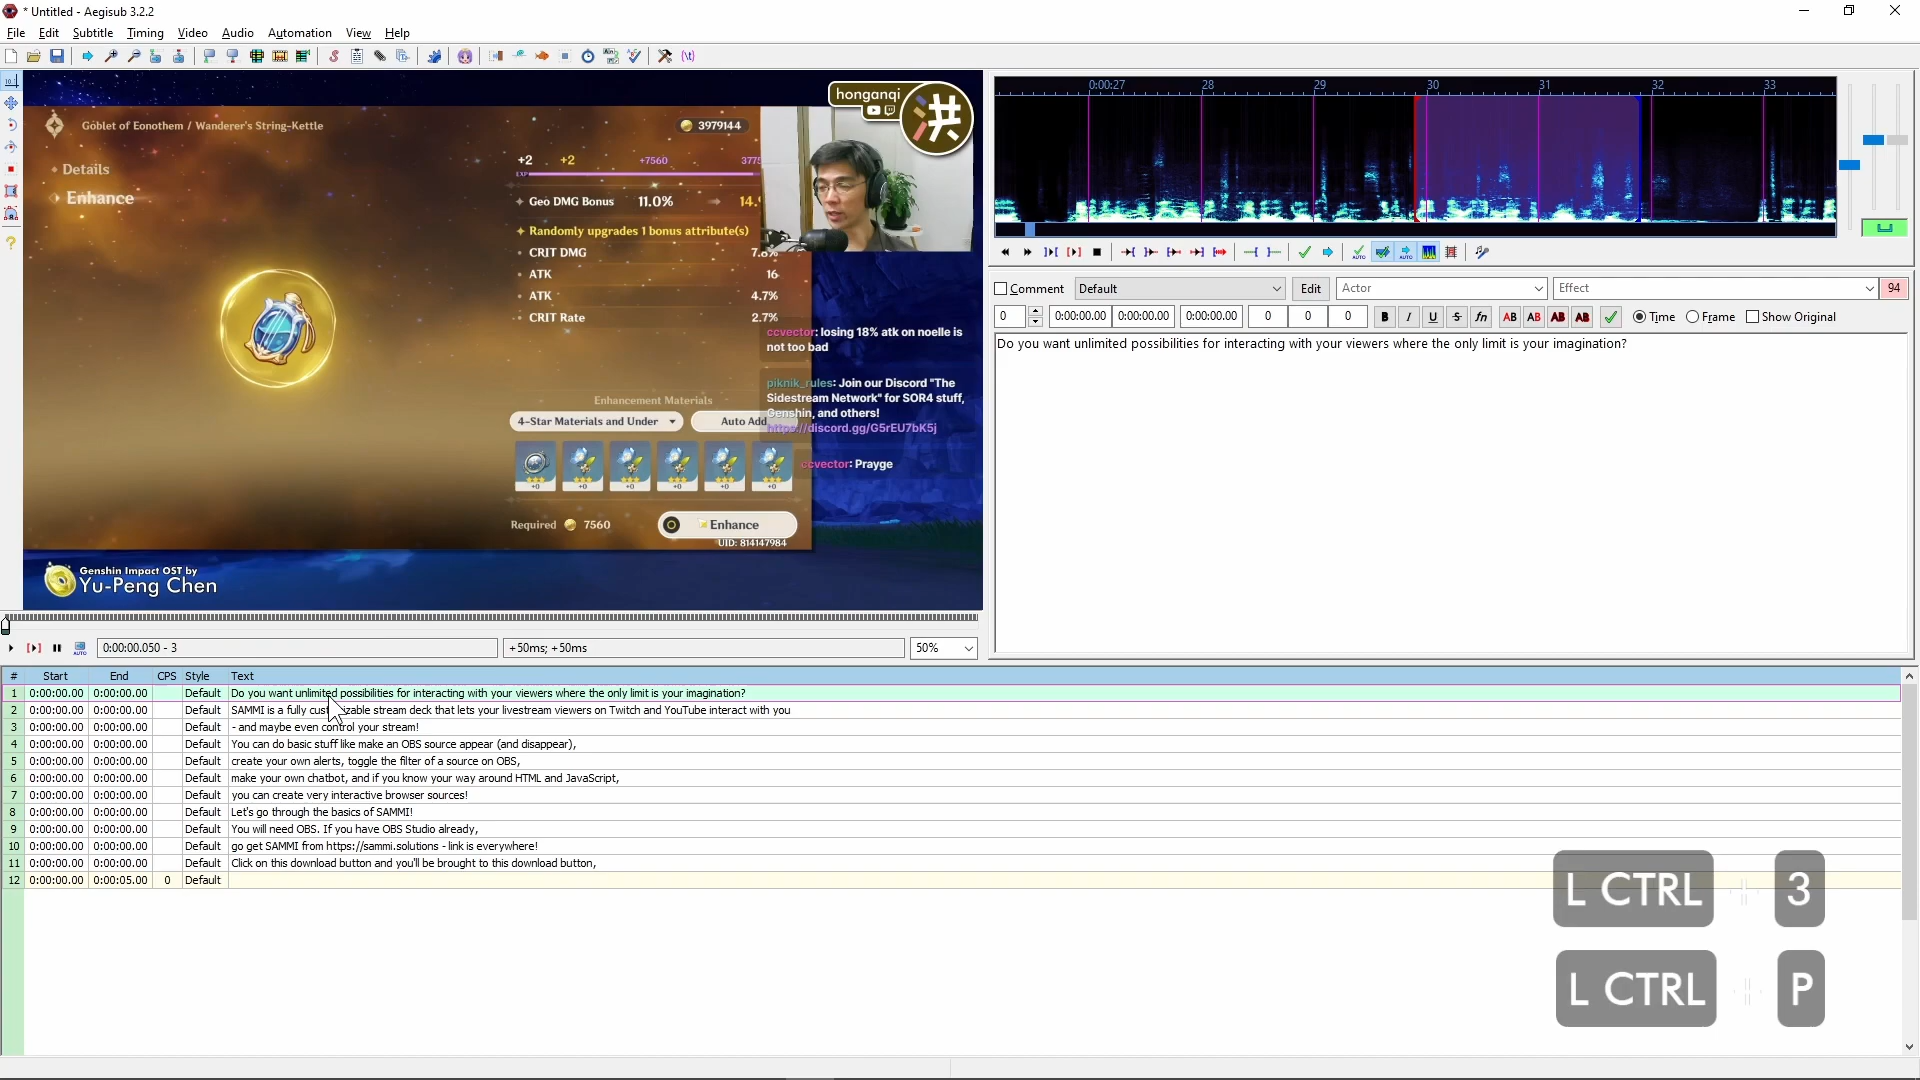 * Untitled - Aegisub 3.2.2
File Edit Subtitle Timing Video Audio Automation View Help
honganqi
洪
Goblet of Eonothem / Wanderer's String-Kettle
3979144
Details
Enhance
+2 +2 +7560
EXP
Geo DMG Bonus 11.0%
Randomly upgrades 1 bonus attribute(s)
CRIT DMG 7.8%
ATK 16
ATK 4.7%
CRIT Rate 2.7%
ccvector: losing 18% atk on noelle is
not too bad
piknik_rules: Join our Discord "The
Sidestream Network" for SOR4 stuff,
Genshin, and others!
https://discord.gg/G5rEU7bK5j
ccvector: Prayge
Enhancement Materials
4-Star Materials and Under Auto Add
+0 +0 +0 +0 +0 +0
Required 7560 Enhance
UID: 814147984
Genshin Impact OST by
Yu-Peng Chen
0:00:00.050 - 3 +50ms; +50ms 50%
0:00:27 28 29 30 31 32 33
Comment Default Edit Actor Effect 94
0 0:00:00.00 0:00:00.00 0:00:00.00 0 0 0 B I U S fn AB AB AB AB Time Frame Show Original
Do you want unlimited possibilities for interacting with your viewers where the only limit is your imagination?
# Start End CPS Style Text
1 0:00:00.00 0:00:00.00 Default Do you want unlimited possibilities for interacting with your viewers where the only limit is your imagination?
2 0:00:00.00 0:00:00.00 Default SAMMI is a fully customizable stream deck that lets your livestream viewers on Twitch and YouTube interact with you
3 0:00:00.00 0:00:00.00 Default - and maybe even control your stream!
4 0:00:00.00 0:00:00.00 Default You can do basic stuff like make an OBS source appear (and disappear),
5 0:00:00.00 0:00:00.00 Default create your own alerts, toggle the filter of a source on OBS,
6 0:00:00.00 0:00:00.00 Default make your own chatbot, and if you know your way around HTML and JavaScript,
7 0:00:00.00 0:00:00.00 Default you can create very interactive browser sources!
8 0:00:00.00 0:00:00.00 Default Let's go through the basics of SAMMI!
9 0:00:00.00 0:00:00.00 Default You will need OBS. If you have OBS Studio already,
10 0:00:00.00 0:00:00.00 Default go get SAMMI from https://sammi.solutions - link is everywhere!
11 0:00:00.00 0:00:00.00 Default Click on this download button and you'll be brought to this download button,
12 0:00:00.00 0:00:05.00 0 Default
L CTRL + 3
L CTRL + P